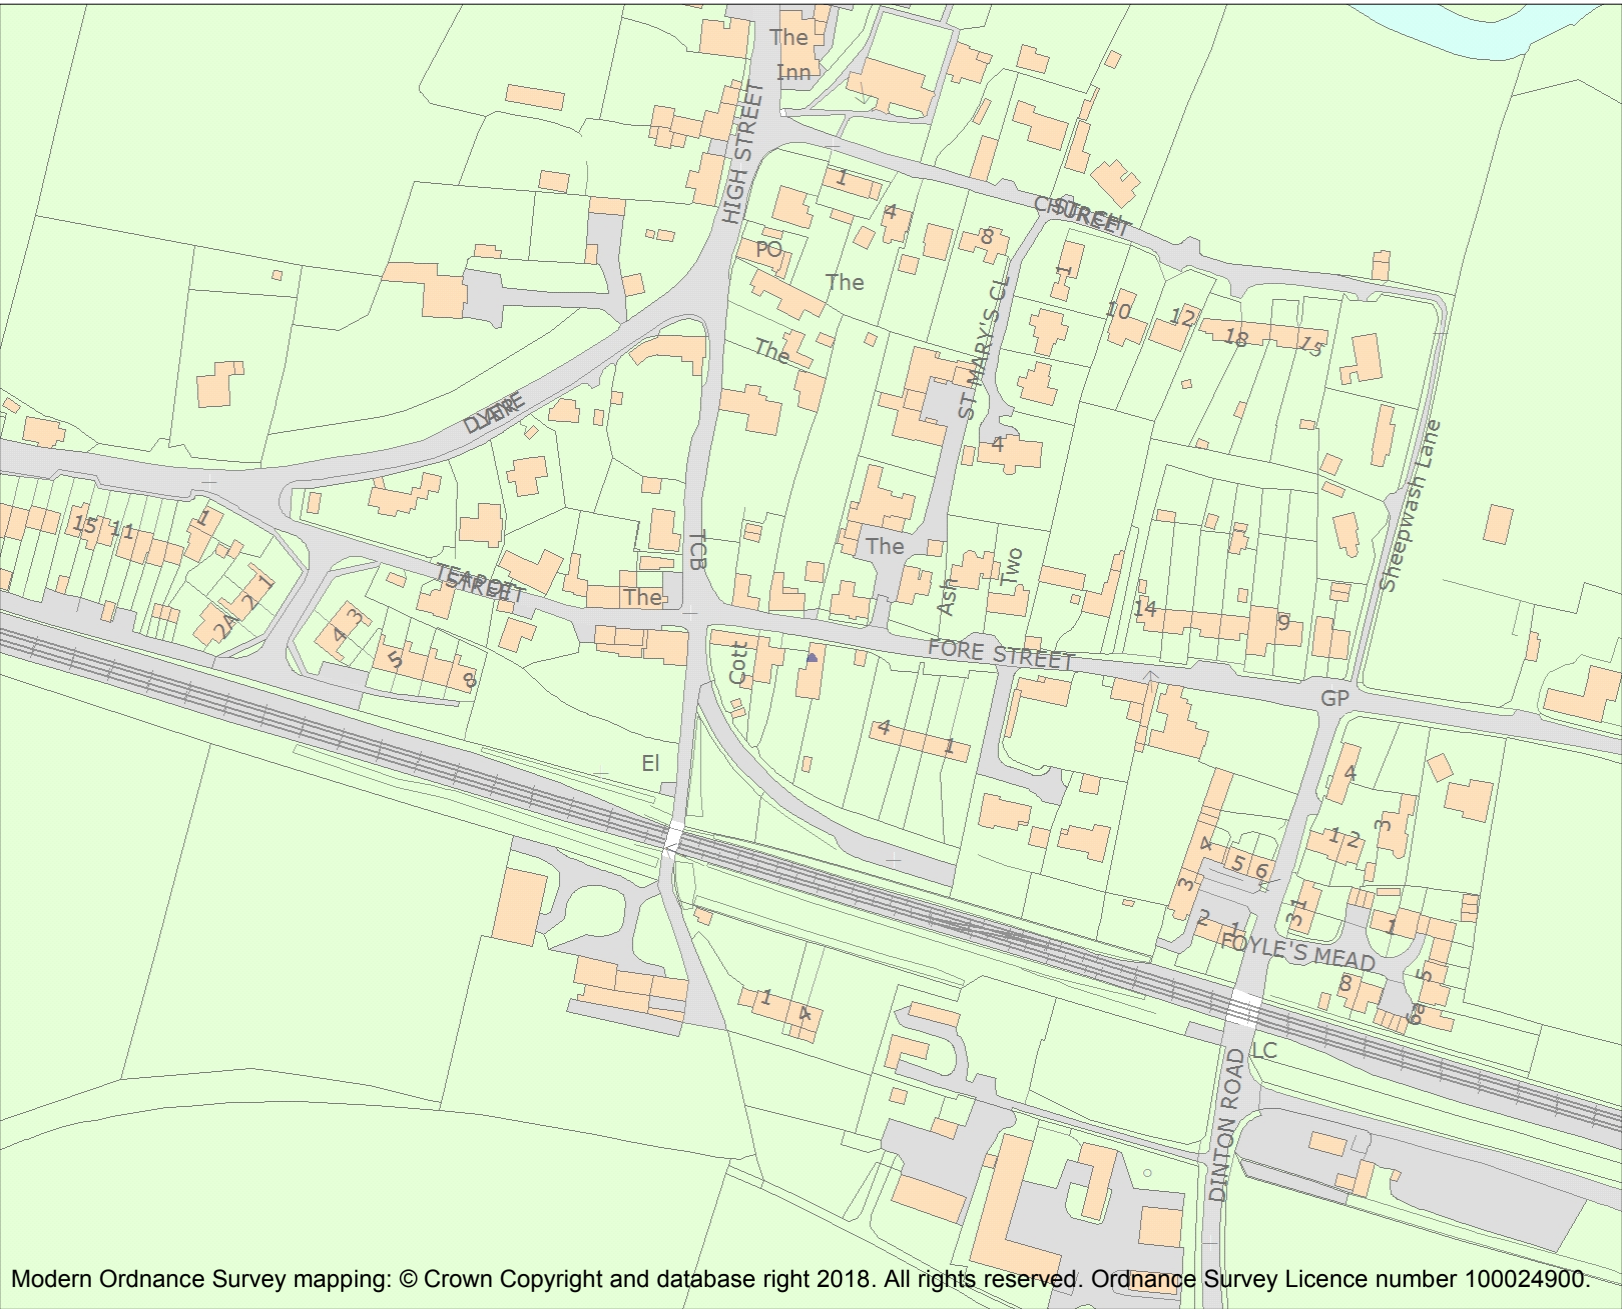 The
Inn
HIGH STREET
1
4
PO
8
CHURCH
STREET
The
1
ST MARY'S CL
10
12
18
15
The
DYER
LANE
4
Sheepwash Lane
15
11
1
TCB
The
Two
Ash
TEAPOT
STREET
The
2
1
2A
3
4
5
8
Cott
FORE STREET
14
9
GP
4
1
El
4
1
2
3
4
5
6
3
2
1
1
3
1
FOYLE'S MEAD
8
5
6a
1
4
LC
DINTON ROAD
Modern Ordnance Survey mapping: © Crown Copyright and database right 2018. All rights reserved. Ordnance Survey Licence number 100024900.